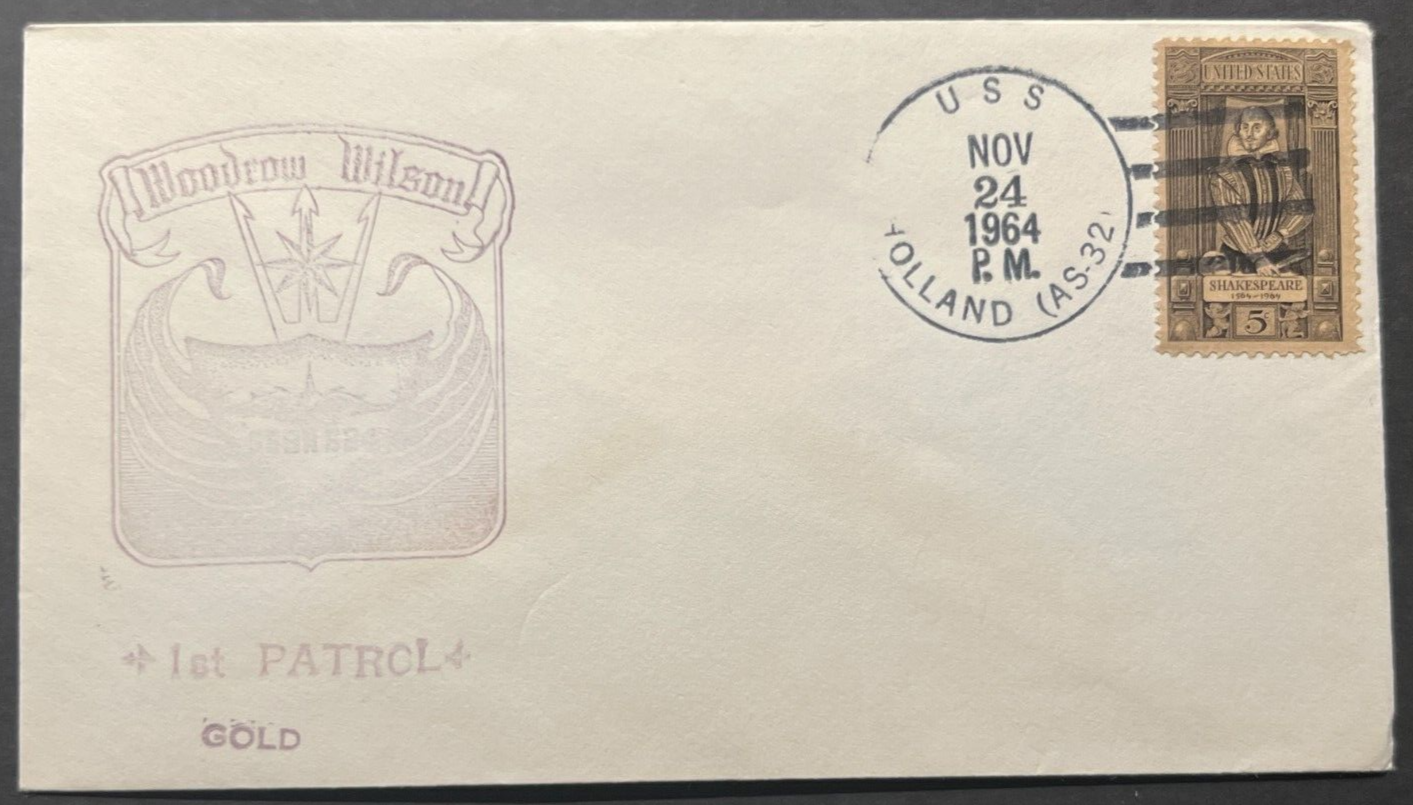 Woodrow Wilson
1st PATROL
GOLD
USS
NOV
24
1964
P.M.
HOLLAND (AS-32)
UNITED STATES
SHAKESPEARE
1564-1964
5¢